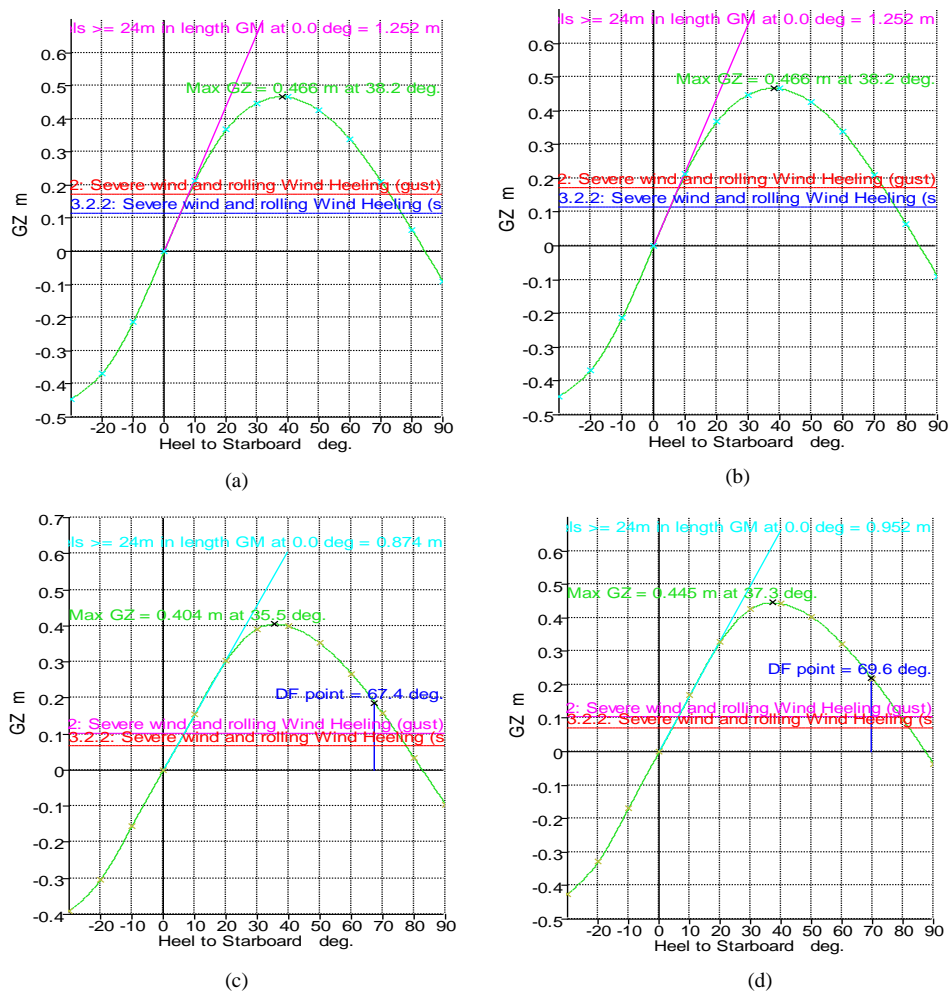 lls >= 24m in length GM at 0.0 deg = 1.252 m
0.6
Max GZ = 0.466 m at 38.2 deg.
0.5
0.4
0.3
0.2
2: Severe wind and rolling Wind Heeling (gust)
3.2.2: Severe wind and rolling Wind Heeling (s
0.1
GZ m
0
-0.1
-0.2
-0.3
-0.4
-0.5
-20 -10 0 10 20 30 40 50 60 70 80 90
Heel to Starboard deg.
(a)
lls >= 24m in length GM at 0.0 deg = 1.252 m
0.6
Max GZ = 0.466 m at 38.2 deg.
0.5
0.4
0.3
0.2
2: Severe wind and rolling Wind Heeling (gust)
3.2.2: Severe wind and rolling Wind Heeling (s
0.1
GZ m
0
-0.1
-0.2
-0.3
-0.4
-0.5
-20 -10 0 10 20 30 40 50 60 70 80 90
Heel to Starboard deg.
(b)
0.7
lls >= 24m in length GM at 0.0 deg = 0.874 m
0.6
0.5
Max GZ = 0.404 m at 35.5 deg.
0.4
0.3
DF point = 67.4 deg.
0.2
2: Severe wind and rolling Wind Heeling (gust)
0.1
3.2.2: Severe wind and rolling Wind Heeling (s
GZ m
0
-0.1
-0.2
-0.3
-0.4
-20 -10 0 10 20 30 40 50 60 70 80 90
Heel to Starboard deg.
(c)
lls >= 24m in length GM at 0.0 deg = 0.952 m
0.6
0.5
Max GZ = 0.445 m at 37.3 deg.
0.4
0.3
DF point = 69.6 deg.
0.2
2: Severe wind and rolling Wind Heeling (gust)
0.1
3.2.2: Severe wind and rolling Wind Heeling (s
GZ m
0
-0.1
-0.2
-0.3
-0.4
-0.5
-20 -10 0 10 20 30 40 50 60 70 80 90
Heel to Starboard deg.
(d)